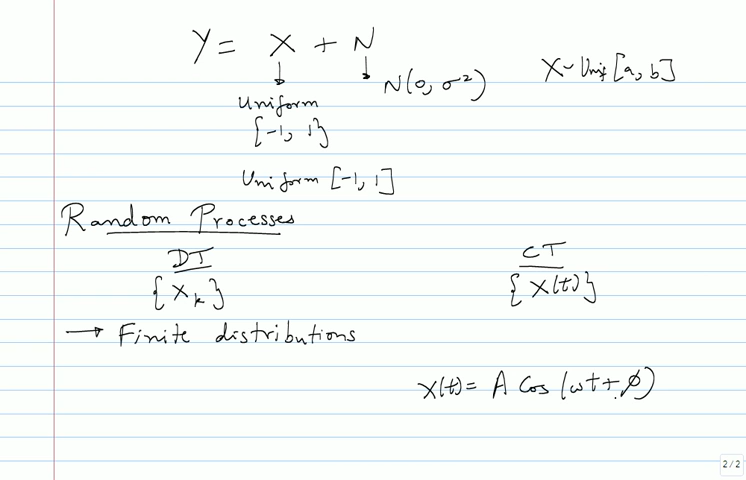 Y = X + N
N(0, σ²)
X ~ Unif [a, b]
Uniform
{-1, 1}
Uniform [-1, 1]
Random Processes
DT
CT
{X_k}
{X(t)}
→ Finite distributions
X(t) = A Cos (ωt + φ)
2/2